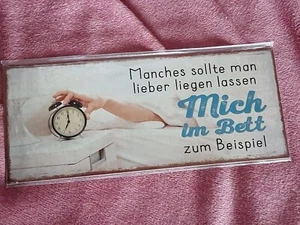 Manches sollte man
lieber liegen lassen
Mich
im Bett
zum Beispiel